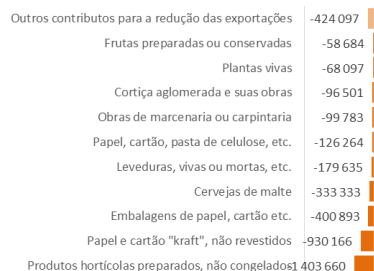 Outros contributos para a redução das exportações -424 097
Frutas preparadas ou conservadas -58 684
Plantas vivas -68 097
Cortiça aglomerada e suas obras -96 501
Obras de marcenaria ou carpintaria -99 783
Papel, cartão, pasta de celulose, etc. -126 264
Leveduras, vivas ou mortas, etc. -179 635
Cervejas de malte -333 333
Embalagens de papel, cartão etc. -400 893
Papel e cartão "kraft", não revestidos -930 166
Produtos hortícolas preparados, não congelados -1 403 660